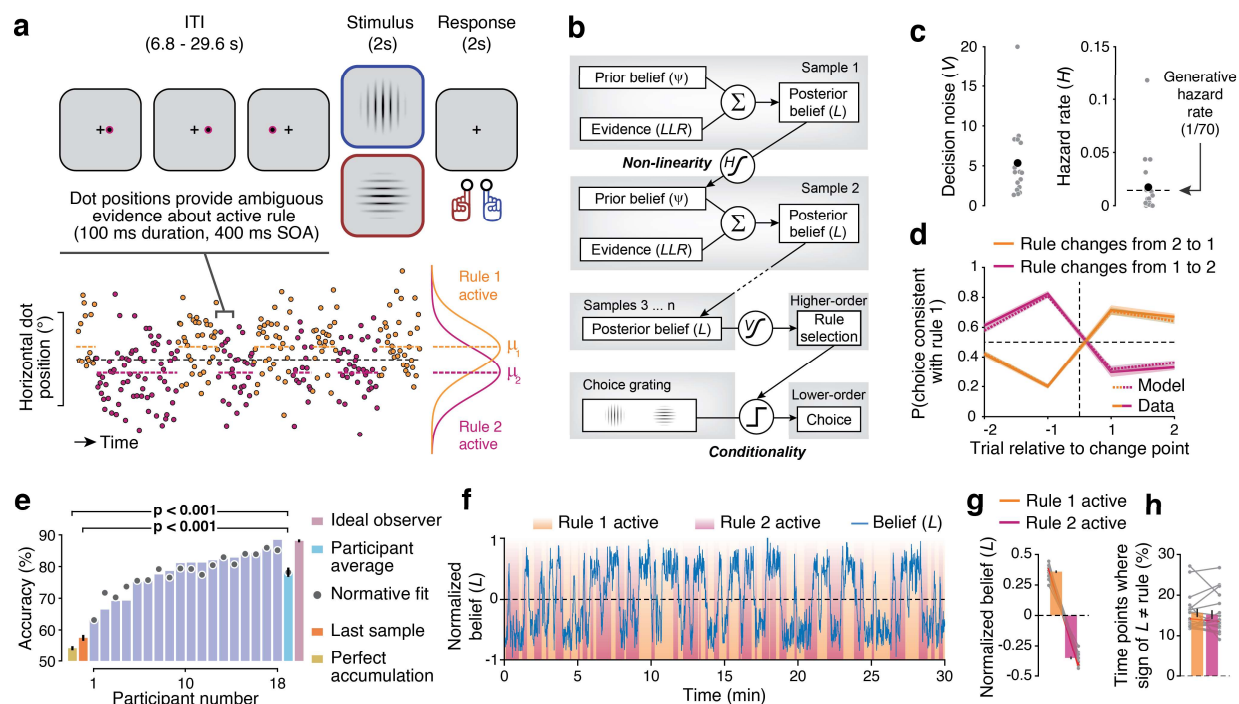 a
ITI
(6.8 - 29.6 s)
Stimulus
(2s)
Response
(2s)
Dot positions provide ambiguous
evidence about active rule
(100 ms duration, 400 ms SOA)
Horizontal dot
position (°)
Rule 1
active
μ1
μ2
Rule 2
active
Time
b
Sample 1
Prior belief (ψ)
Evidence (LLR)
Σ
Posterior
belief (L)
Non-linearity
H
Sample 2
Prior belief (ψ)
Evidence (LLR)
Σ
Posterior
belief (L)
Samples 3 ... n
Posterior belief (L)
V
Higher-order
Rule
selection
Choice grating
Lower-order
Choice
Conditionality
c
Decision noise (V)
20
15
10
5
0
Hazard rate (H)
0.15
0.1
0.05
0
Generative
hazard
rate
(1/70)
d
Rule changes from 2 to 1
Rule changes from 1 to 2
P(choice consistent
with rule 1)
1
0.8
0.6
0.4
0.2
0
Model
Data
-2
-1
1
2
Trial relative to change point
e
p < 0.001
p < 0.001
Accuracy (%)
90
80
70
60
50
1
10
18
Participant number
Ideal observer
Participant
average
Normative fit
Last sample
Perfect
accumulation
f
Rule 1 active
Rule 2 active
Belief (L)
Normalized
belief (L)
1
0
-1
0
5
10
15
20
25
30
Time (min)
g
Rule 1 active
Rule 2 active
Normalized belief (L)
0.5
0.25
0
-0.25
-0.5
h
Time points where
sign of L ≠ rule (%)
30
20
10
0